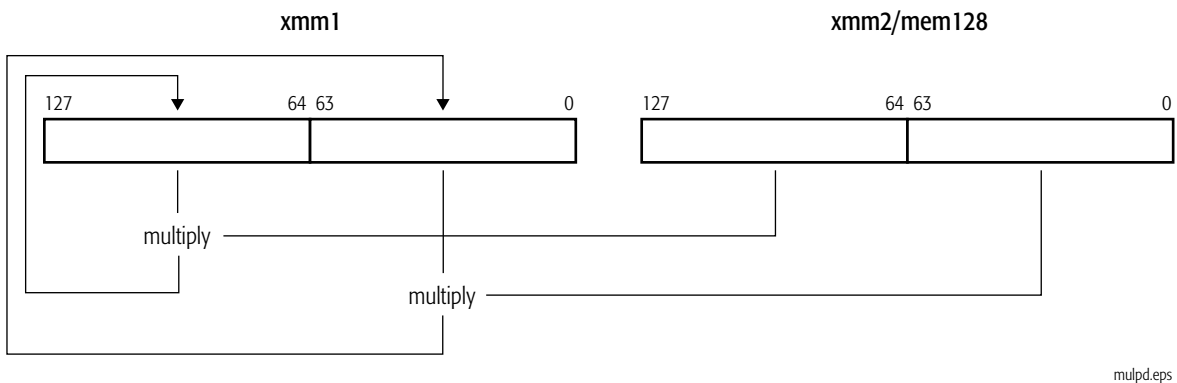 xmm1 xmm2/mem128
127 64 63 0 127 64 63 0
multiply
multiply
mulpd.eps